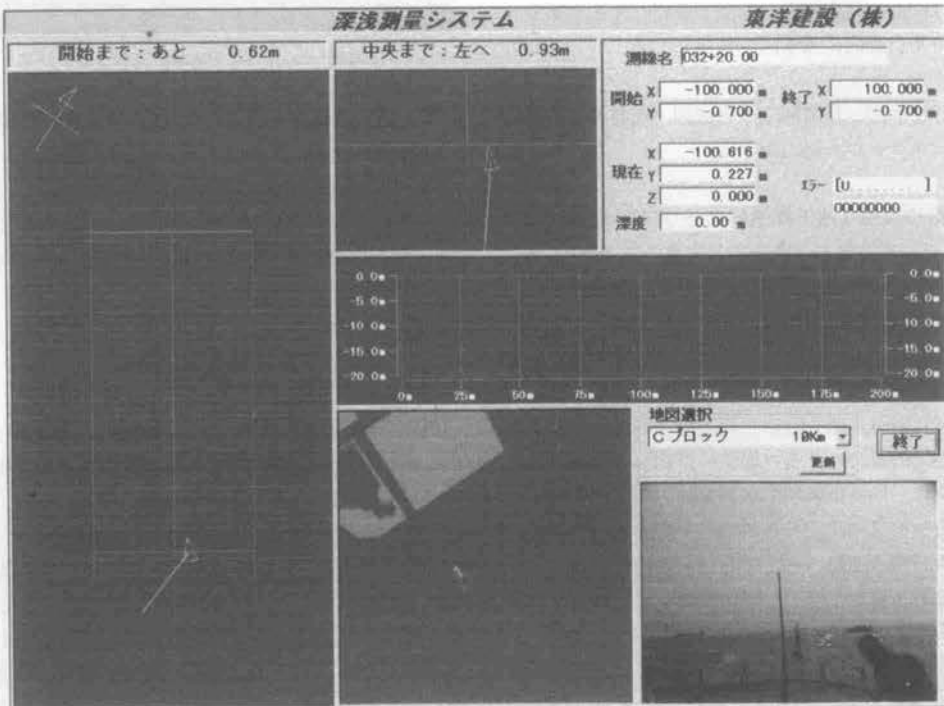 深浅測量システム
東洋建設（株）
開始まで：あと 0.62m
中央まで：左へ 0.93m
測線名 032+20.00
開始 X -100.000 m 終了 X 100.000 m
Y -0.700 m Y -0.700 m
現在 X -100.616 m
Y 0.227 m
Z 0.000 m
エラー [U.......]
00000000
深度 0.00 m
0.0m 0.0m
-5.0m -5.0m
-10.0m -10.0m
-15.0m -15.0m
-20.0m -20.0m
0m 25m 50m 75m 100m 125m 150m 175m 200m
地図選択
Cブロック 10Km
終了
更新